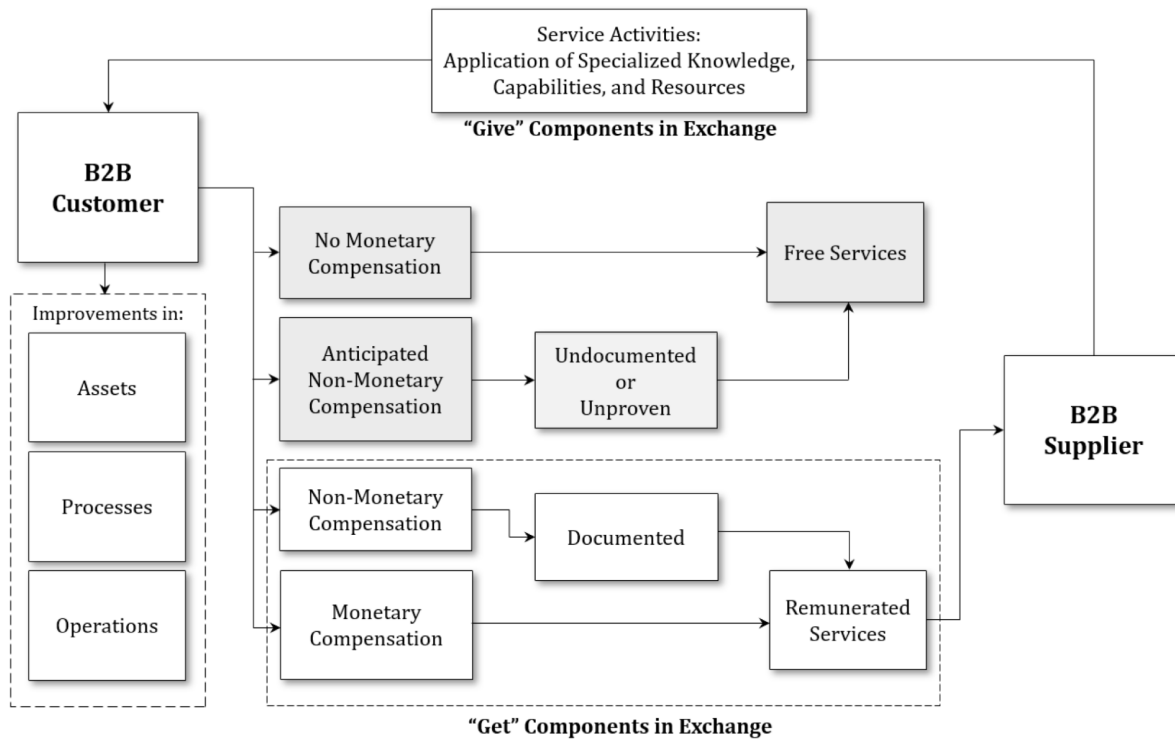 Service Activities:
Application of Specialized Knowledge,
Capabilities, and Resources
“Give” Components in Exchange
B2B
Customer
No Monetary
Compensation
Free Services
Improvements in:
Assets
Processes
Operations
Anticipated
Non-Monetary
Compensation
Undocumented
or
Unproven
B2B
Supplier
Non-Monetary
Compensation
Documented
Monetary
Compensation
Remunerated
Services
“Get” Components in Exchange